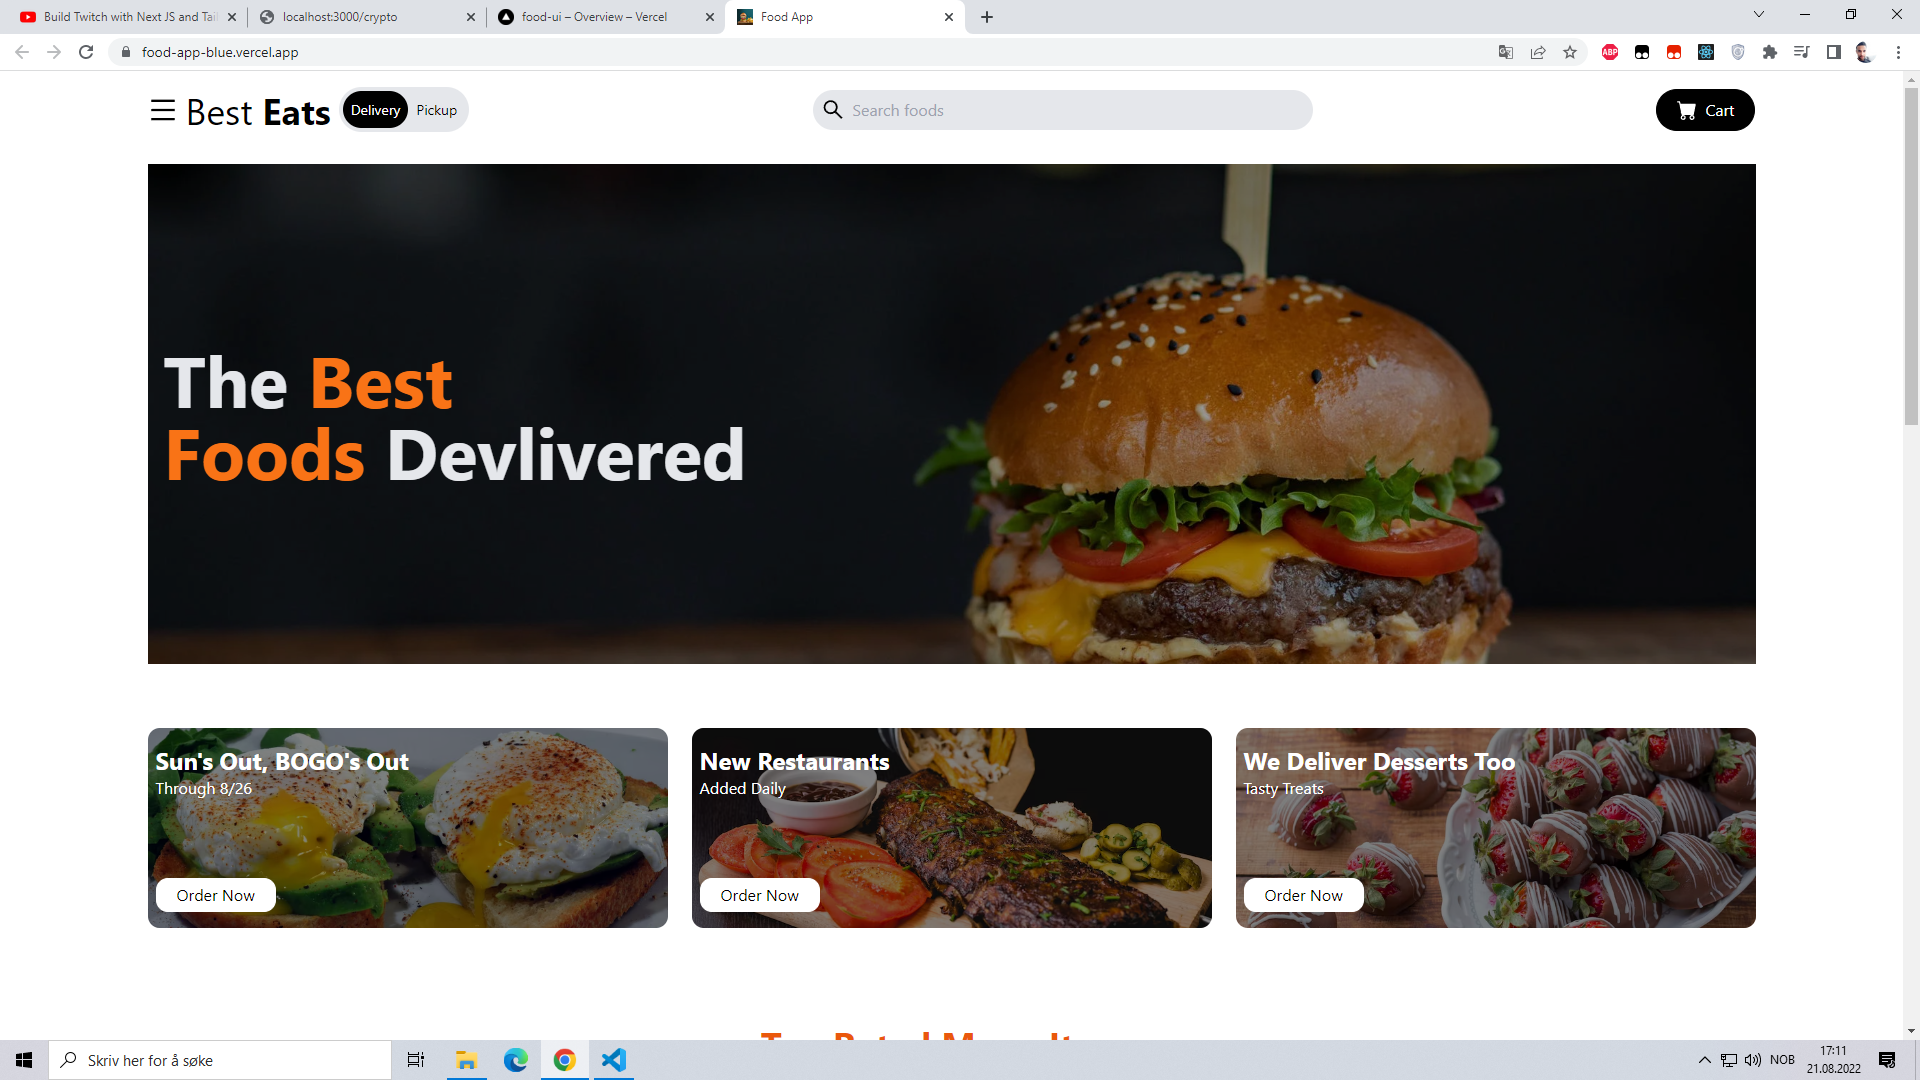 Build Twitch with Next JS and Tail
localhost:3000/crypto
food-ui – Overview – Vercel
Food App
food-app-blue.vercel.app
ABP
Best Eats
Delivery
Pickup
Search foods
Cart
The Best
Foods Devlivered
Sun's Out, BOGO's Out
Through 8/26
Order Now
New Restaurants
Added Daily
Order Now
We Deliver Desserts Too
Tasty Treats
Order Now
Skriv her for å søke
NOB
17:11
21.08.2022